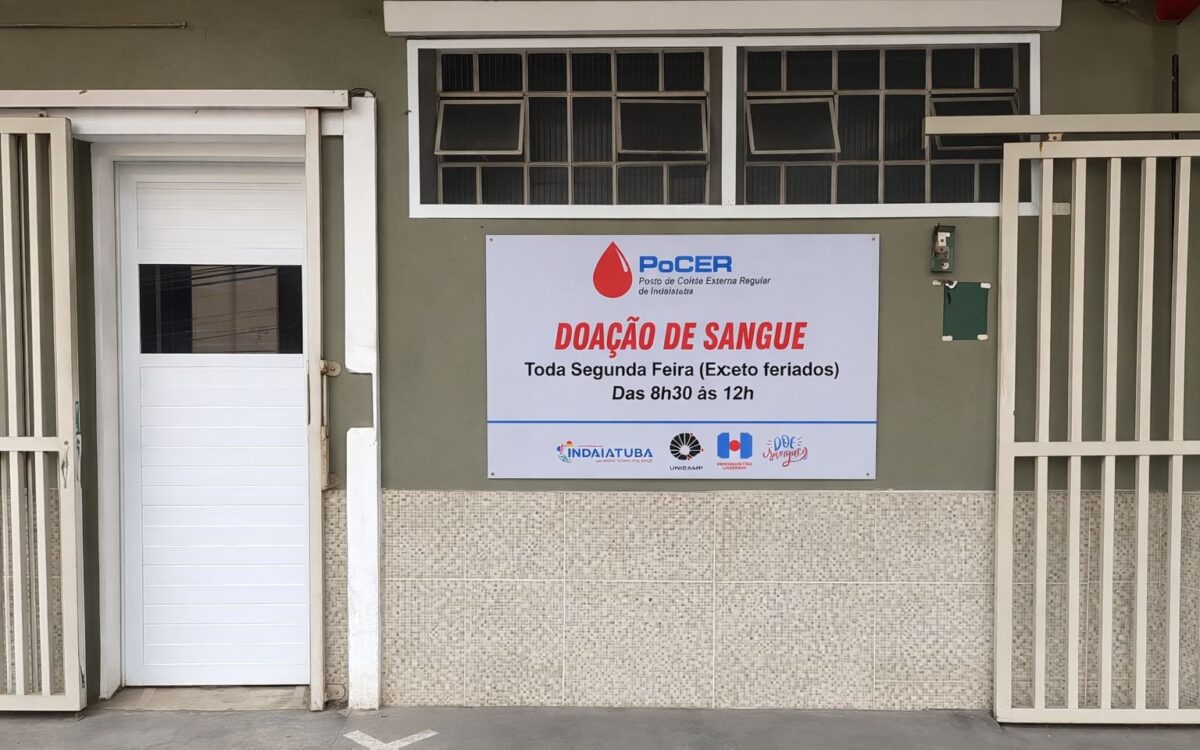 PoCER
Posto de Coleta Externa Regular
de Indaiatuba
DOAÇÃO DE SANGUE
Toda Segunda Feira (Exceto feriados)
Das 8h30 às 12h
INDAIATUBA
UNICAMP
DOE
sangue